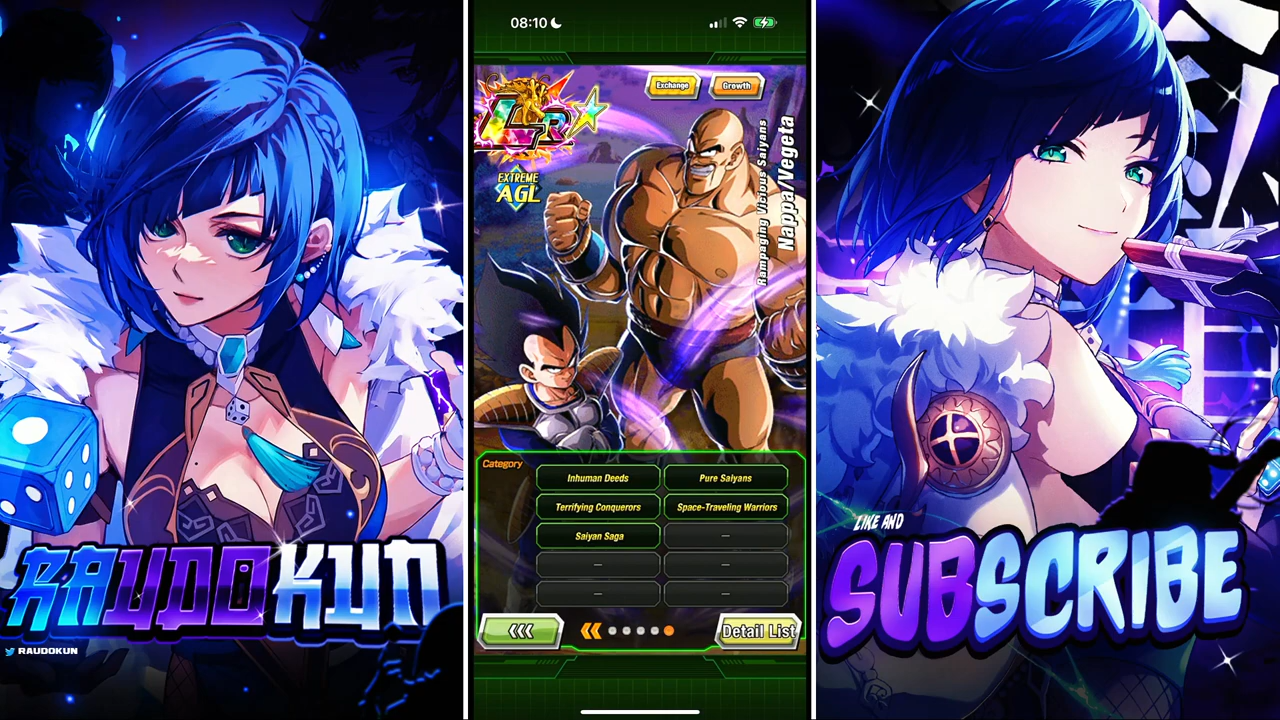 RAUDOKUN
RAUDOKUN
08:10
Exchange
Growth
LR
EXTREME
AGL
Rampaging Vicious Saiyans
Nappa/Vegeta
Category
Inhuman Deeds
Pure Saiyans
Terrifying Conquerors
Space-Traveling Warriors
Saiyan Saga
—
—
—
—
—
Detail List
LIKE AND
SUBSCRIBE